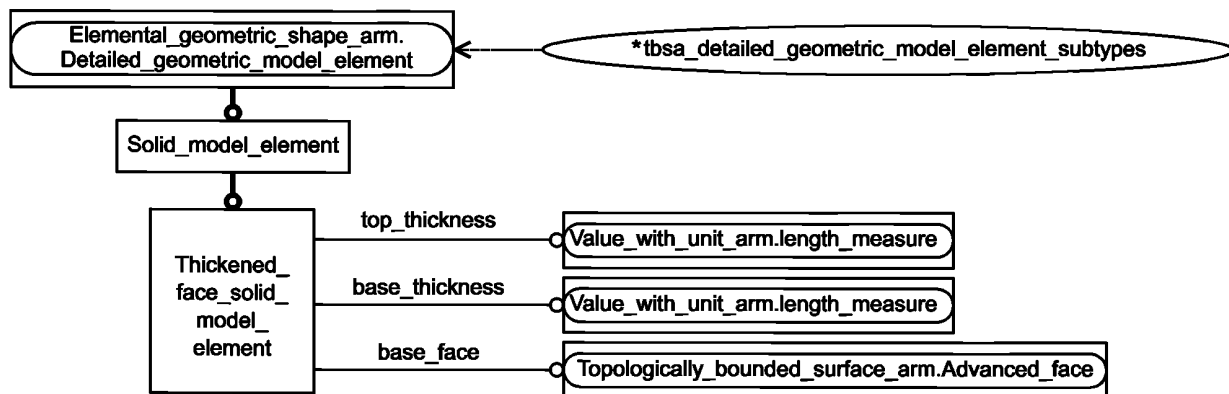 Elemental_geometric_shape_arm.
Detailed_geometric_model_element
*tbsa_detailed_geometric_model_element_subtypes
Solid_model_element
Thickened_
face_solid_
model_
element
top_thickness
Value_with_unit_arm.length_measure
base_thickness
Value_with_unit_arm.length_measure
base_face
Topologically_bounded_surface_arm.Advanced_face